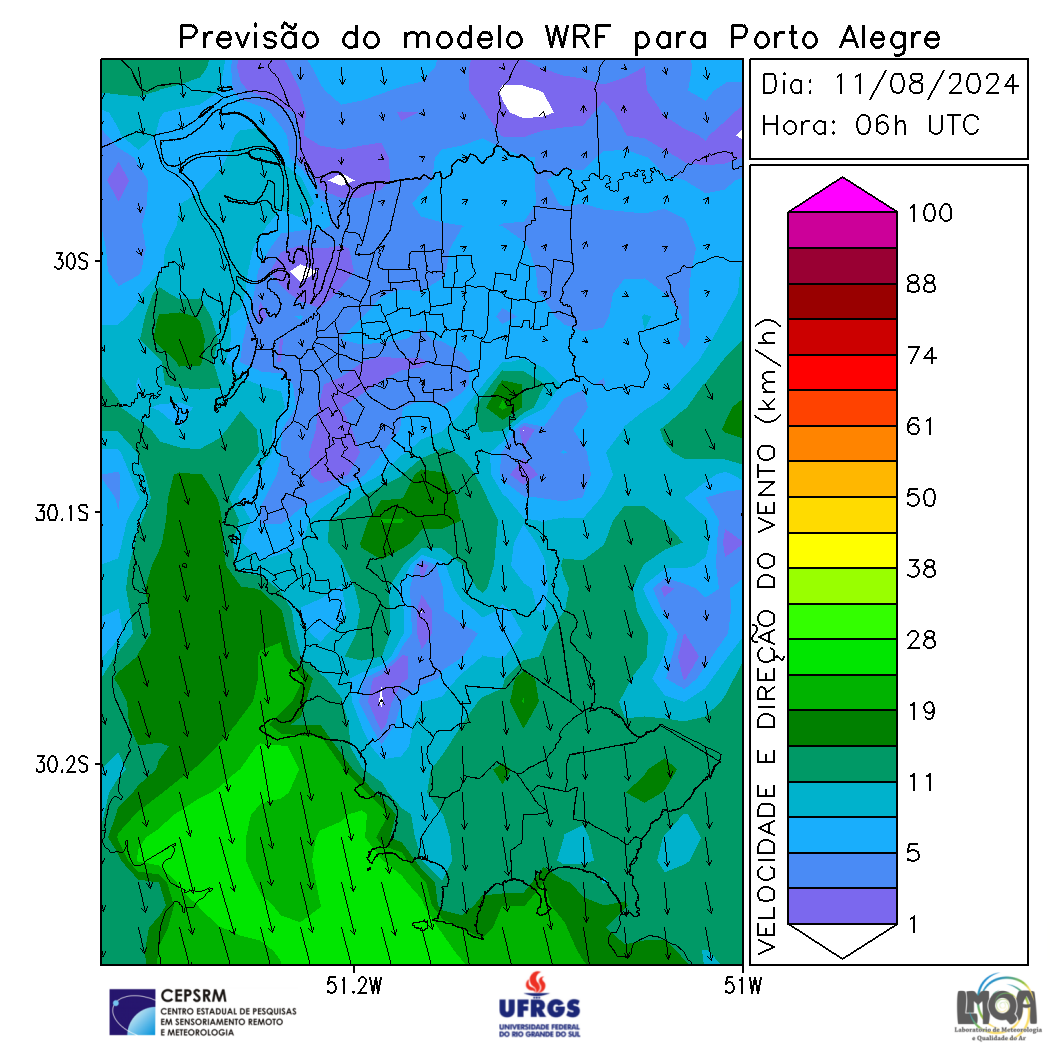 Previsão do modelo WRF para Porto Alegre
Dia: 11/08/2024
Hora: 06h UTC
30S
30.1S
30.2S
51.2W
51W
VELOCIDADE E DIREÇÃO DO VENTO (km/h)
100
88
74
61
50
38
28
19
11
5
1
CEPSRM
CENTRO ESTADUAL DE PESQUISAS
EM SENSORIAMENTO REMOTO
E METEOROLOGIA
UFRGS
UNIVERSIDADE FEDERAL
DO RIO GRANDE DO SUL
LMQA
Laboratório de Meteorologia
e Qualidade do Ar